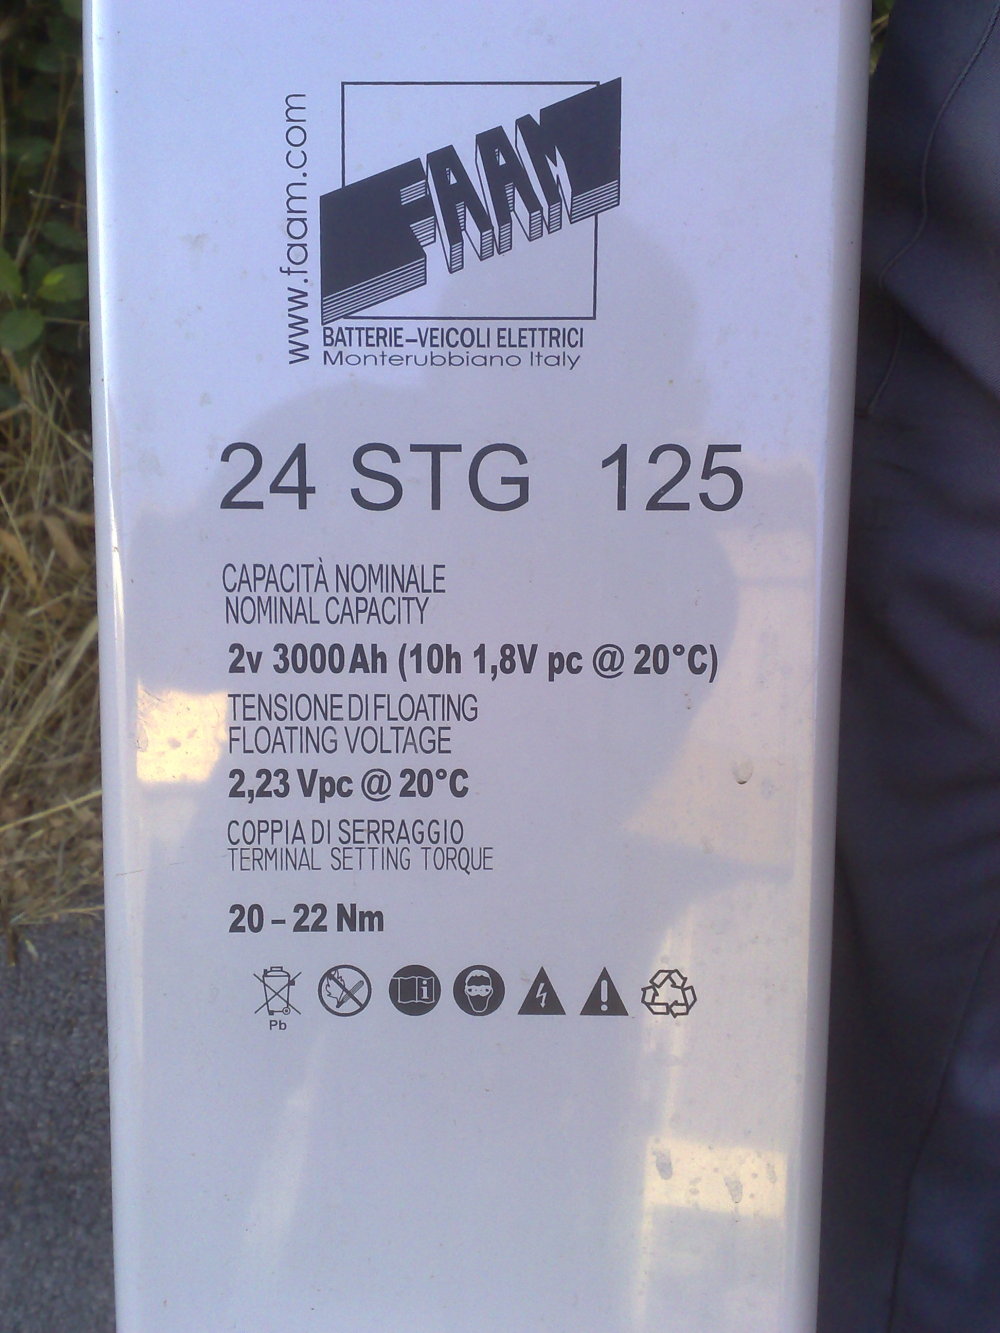 www.faam.com
FAAM
BATTERIE-VEICOLI ELETTRICI
Monterubbiano Italy
24 STG 125
CAPACITÀ NOMINALE
NOMINAL CAPACITY
2v 3000 Ah (10h 1,8V pc @ 20°C)
TENSIONE DI FLOATING
FLOATING VOLTAGE
2,23 Vpc @ 20°C
COPPIA DI SERRAGGIO
TERMINAL SETTING TORQUE
20 – 22 Nm
i
Pb